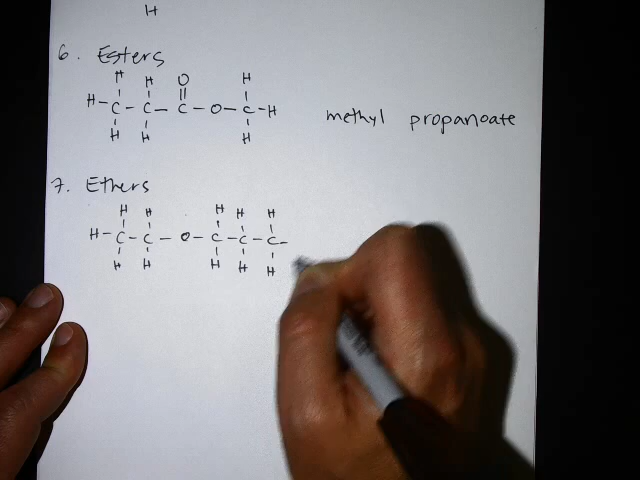 H
6. Esters
H H O H
H-C-C-C-O-C-H
H H H
methyl propanoate
7. Ethers
H H H H H
H-C-C-O-C-C-C-
H H H H H